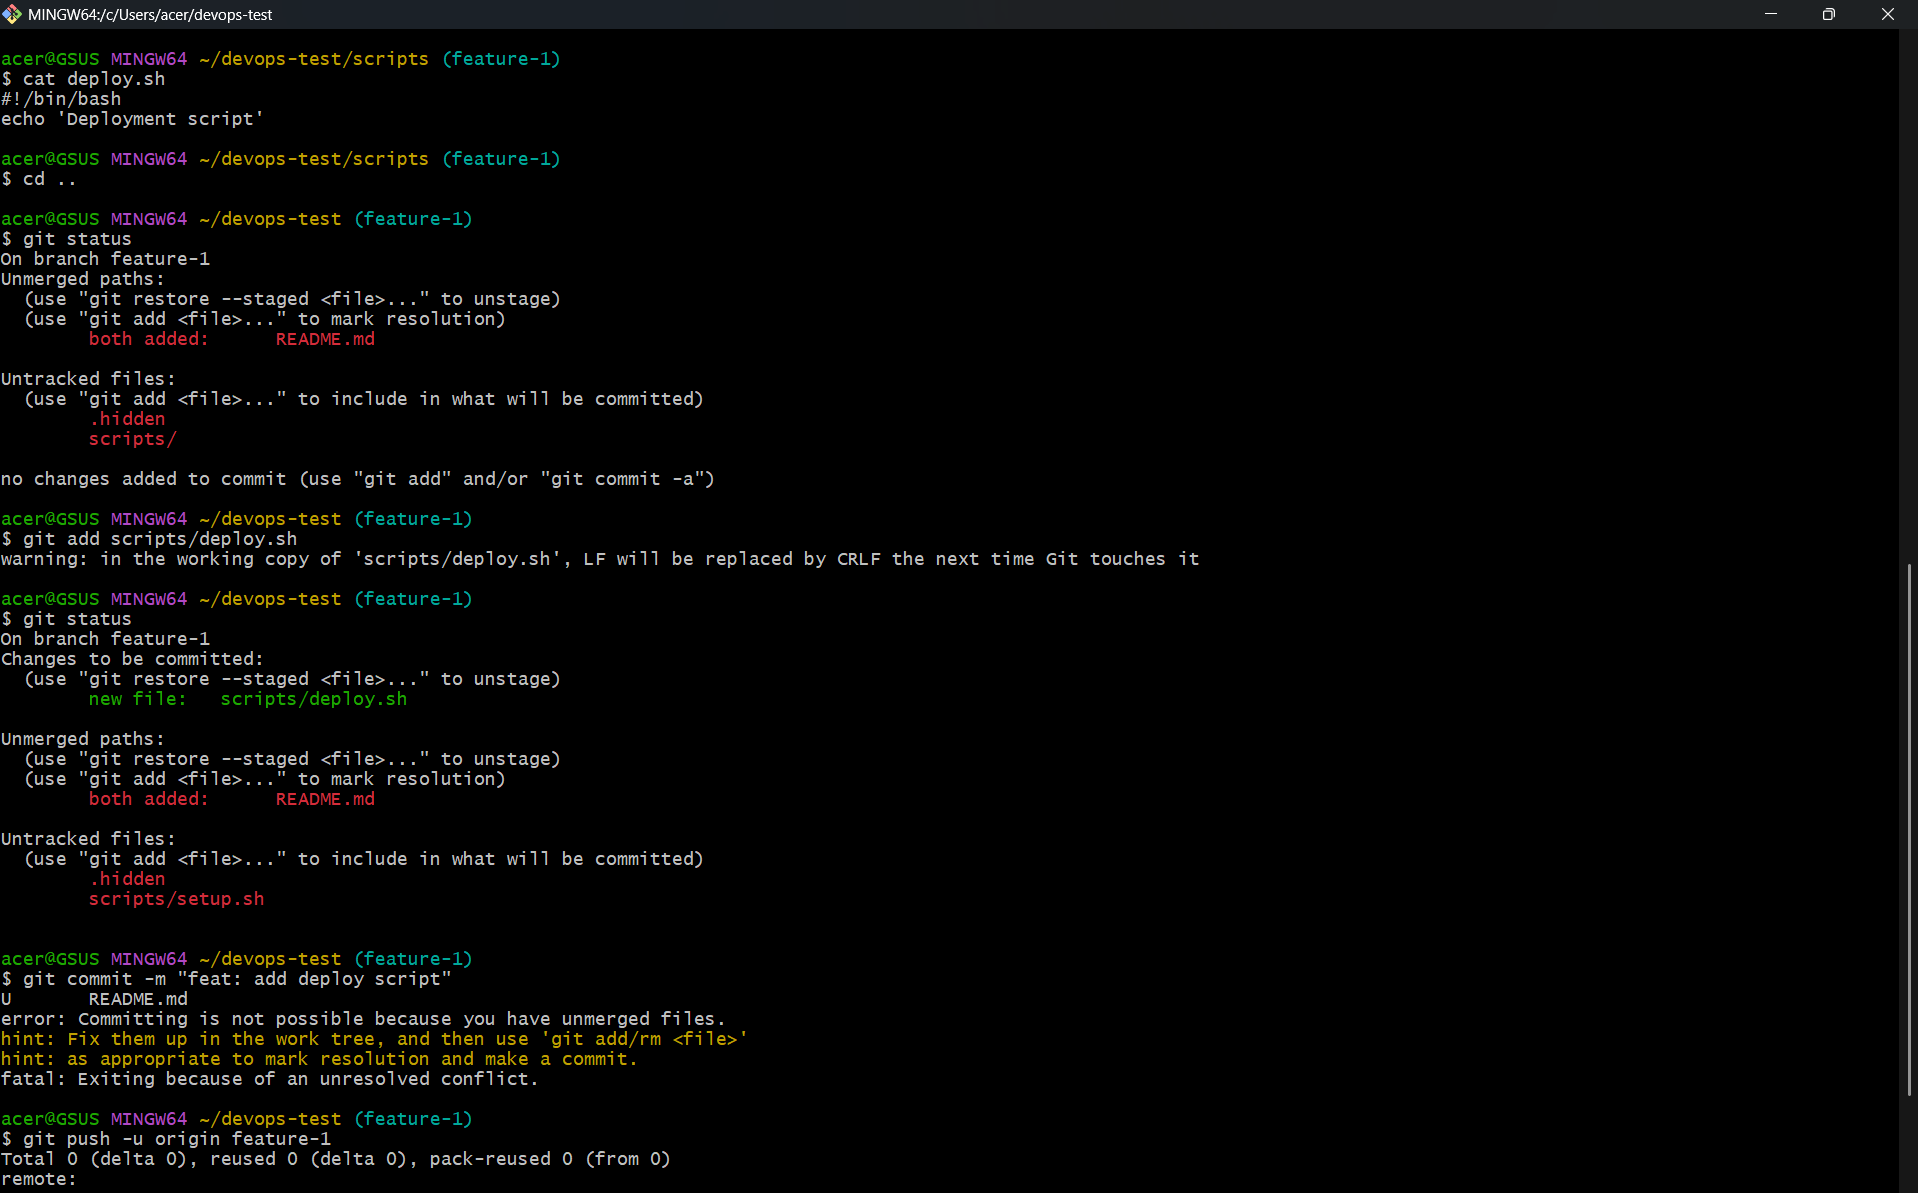 MINGW64:/c/Users/acer/devops-test
acer@GSUS MINGW64 ~/devops-test/scripts (feature-1)
$ cat deploy.sh
#!/bin/bash
echo 'Deployment script'
acer@GSUS MINGW64 ~/devops-test/scripts (feature-1)
$ cd ..
acer@GSUS MINGW64 ~/devops-test (feature-1)
$ git status
On branch feature-1
Unmerged paths:
  (use "git restore --staged <file>..." to unstage)
  (use "git add <file>..." to mark resolution)
        both added:      README.md
Untracked files:
  (use "git add <file>..." to include in what will be committed)
        .hidden
        scripts/
no changes added to commit (use "git add" and/or "git commit -a")
acer@GSUS MINGW64 ~/devops-test (feature-1)
$ git add scripts/deploy.sh
warning: in the working copy of 'scripts/deploy.sh', LF will be replaced by CRLF the next time Git touches it
acer@GSUS MINGW64 ~/devops-test (feature-1)
$ git status
On branch feature-1
Changes to be committed:
  (use "git restore --staged <file>..." to unstage)
        new file:   scripts/deploy.sh
Unmerged paths:
  (use "git restore --staged <file>..." to unstage)
  (use "git add <file>..." to mark resolution)
        both added:      README.md
Untracked files:
  (use "git add <file>..." to include in what will be committed)
        .hidden
        scripts/setup.sh
acer@GSUS MINGW64 ~/devops-test (feature-1)
$ git commit -m "feat: add deploy script"
U       README.md
error: Committing is not possible because you have unmerged files.
hint: Fix them up in the work tree, and then use 'git add/rm <file>'
hint: as appropriate to mark resolution and make a commit.
fatal: Exiting because of an unresolved conflict.
acer@GSUS MINGW64 ~/devops-test (feature-1)
$ git push -u origin feature-1
Total 0 (delta 0), reused 0 (delta 0), pack-reused 0 (from 0)
remote: